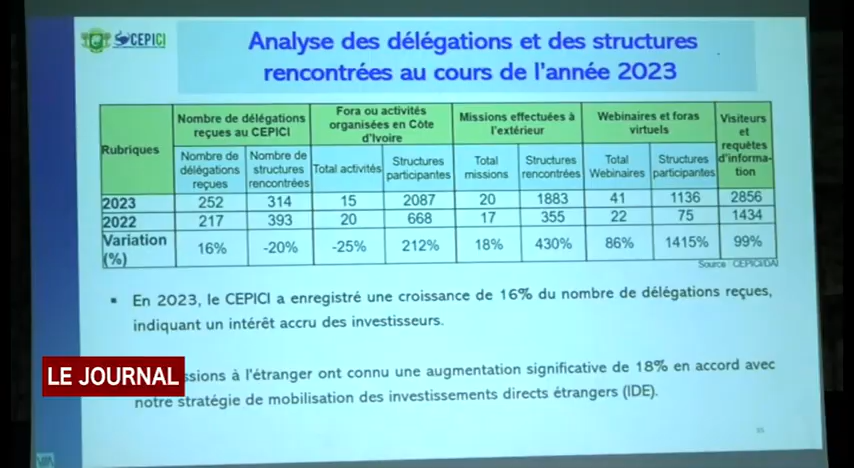 CEPICI
Analyse des délégations et des structures
rencontrées au cours de l'année 2023
Rubriques
Nombre de délégations
reçues au CEPICI
Fora ou activités
organisées en Côte
d'Ivoire
Missions effectuées à
l'extérieur
Webinaires et foras
virtuels
Visiteurs
et
requêtes
d'informa-
tion
Nombre de
délégations
reçues
Nombre de
structures
rencontrées
Total activités
Structures
participantes
Total
missions
Structures
rencontrées
Total
Webinaires
Structures
participantes
2023 252 314 15 2087 20 1883 41 1136 2856
2022 217 393 20 668 17 355 22 75 1434
Variation
(%)
16% -20% -25% 212% 18% 430% 86% 1415% 99%
Source : CEPICI/DAI
▪ En 2023, le CEPICI a enregistré une croissance de 16% du nombre de délégations reçues,
indiquant un intérêt accru des investisseurs.
LE JOURNAL
ssions à l'étranger ont connu une augmentation significative de 18% en accord avec
notre stratégie de mobilisation des investissements directs étrangers (IDE).